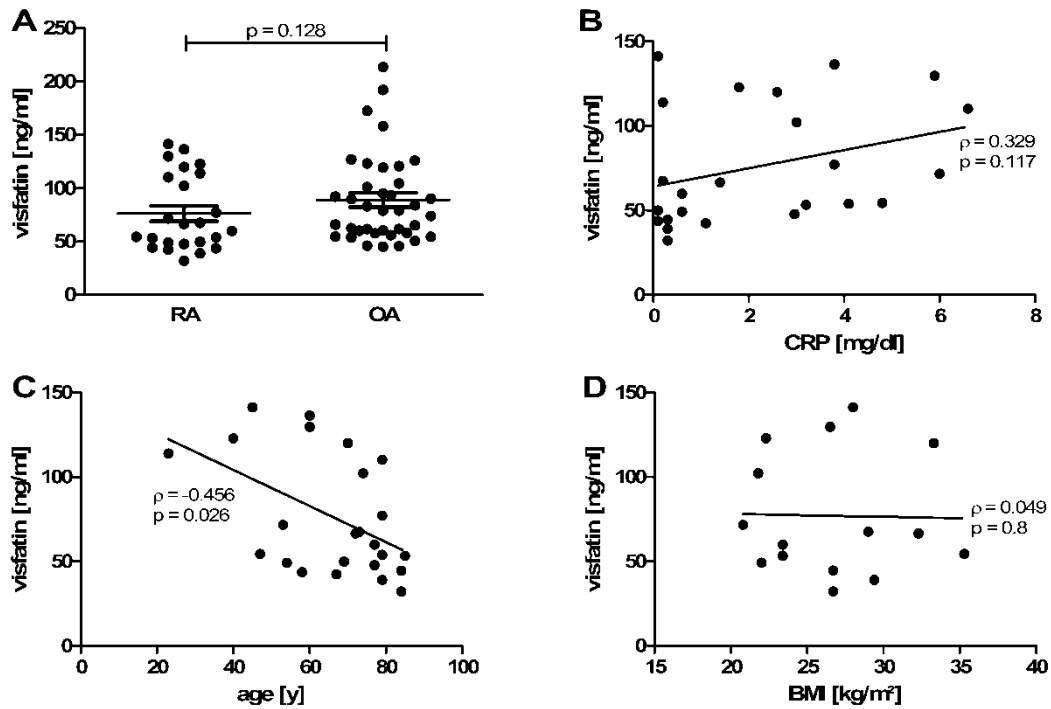 A
p = 0.128
250
200
150
100
50
0
visfatin [ng/ml]
RA
OA
B
150
100
50
0
visfatin [ng/ml]
ρ = 0.329
p = 0.117
0
2
4
6
8
CRP [mg/dl]
C
150
100
50
0
visfatin [ng/ml]
ρ = -0.456
p = 0.026
0
20
40
60
80
100
age [y]
D
150
100
50
0
visfatin [ng/ml]
ρ = 0.049
p = 0.8
15
20
25
30
35
40
BMI [kg/m²]